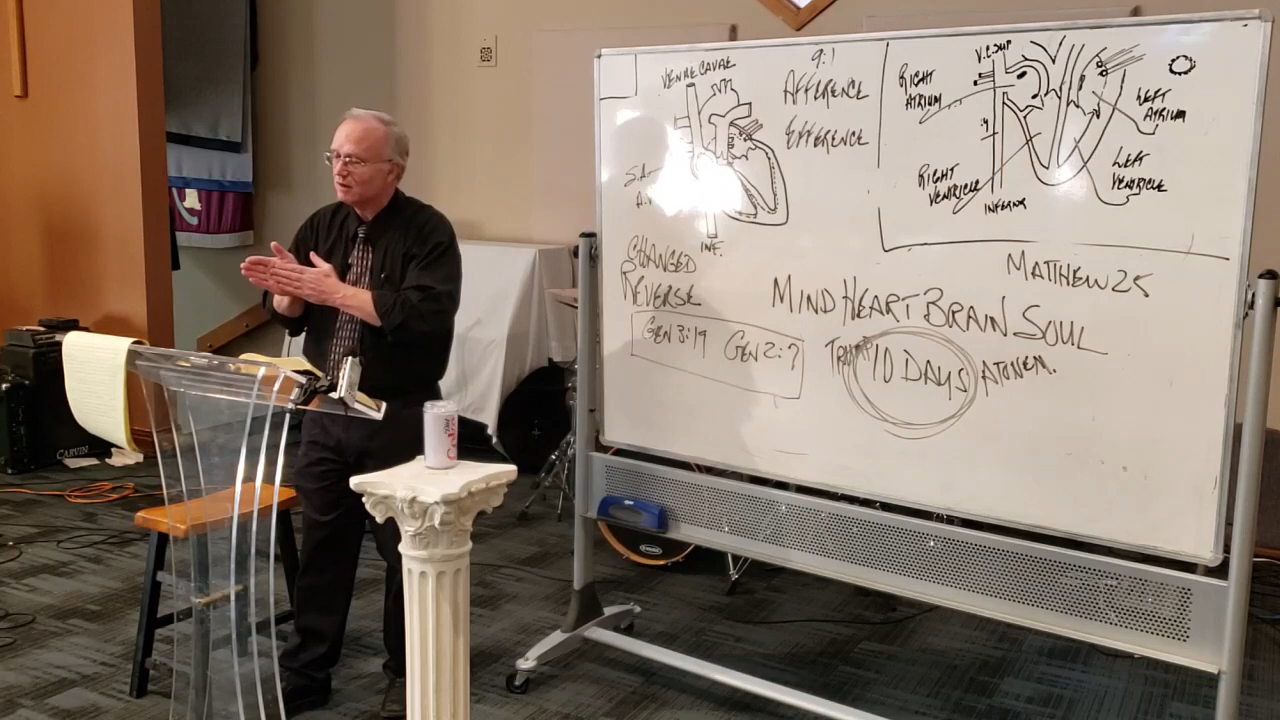 VENAE CAVAE
9:1
AFFERENCE
EFFERENCE
S.A.
A.V
INF.
V.C. SUP
RIGHT
ATRIUM
LEFT
ATRIUM
RIGHT
VENTRICLE
LEFT
VENTRICLE
INFERIOR
CHANGED
REVERSE
GEN 3:19 GEN 2:7
MATTHEW 25
MIND HEART BRAIN SOUL
10 DAYS ATONEM.
CARVIN
Coke